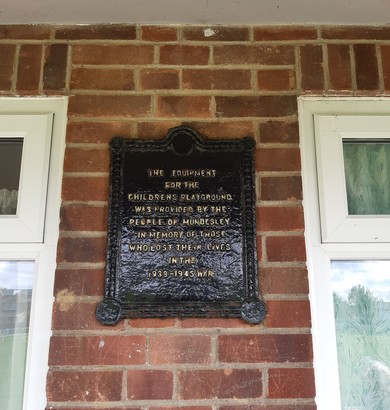 THE EQUIPMENT
FOR THE
CHILDRENS PLAYGROUND
WAS PROVIDED BY THE
PEOPLE OF MUNDESLEY
IN MEMORY OF THOSE
WHO LOST THEIR LIVES
IN THE
1939-1945 WAR